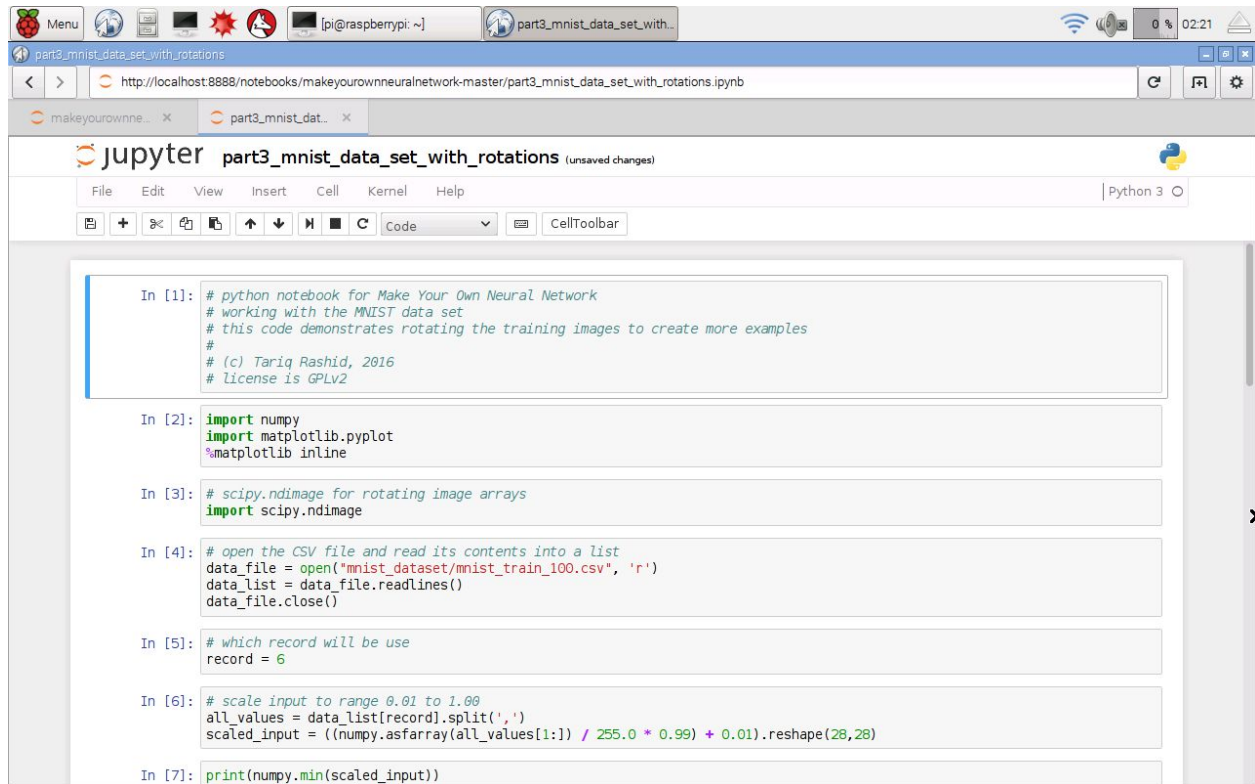 Menu
[pi@raspberrypi: ~]
part3_mnist_data_set_with...
0 %
02:21
part3_mnist_data_set_with_rotations
http://localhost:8888/notebooks/makeyourownneuralnetwork-master/part3_mnist_data_set_with_rotations.ipynb
makeyourownne...
part3_mnist_dat...
jupyter part3_mnist_data_set_with_rotations (unsaved changes)
File Edit View Insert Cell Kernel Help
Python 3
Code
CellToolbar
In [1]: # python notebook for Make Your Own Neural Network
# working with the MNIST data set
# this code demonstrates rotating the training images to create more examples
#
# (c) Tariq Rashid, 2016
# license is GPLv2
In [2]: import numpy
import matplotlib.pyplot
%matplotlib inline
In [3]: # scipy.ndimage for rotating image arrays
import scipy.ndimage
In [4]: # open the CSV file and read its contents into a list
data_file = open("mnist_dataset/mnist_train_100.csv", 'r')
data_list = data_file.readlines()
data_file.close()
In [5]: # which record will be use
record = 6
In [6]: # scale input to range 0.01 to 1.00
all_values = data_list[record].split(',')
scaled_input = ((numpy.asfarray(all_values[1:]) / 255.0 * 0.99) + 0.01).reshape(28,28)
In [7]: print(numpy.min(scaled_input))